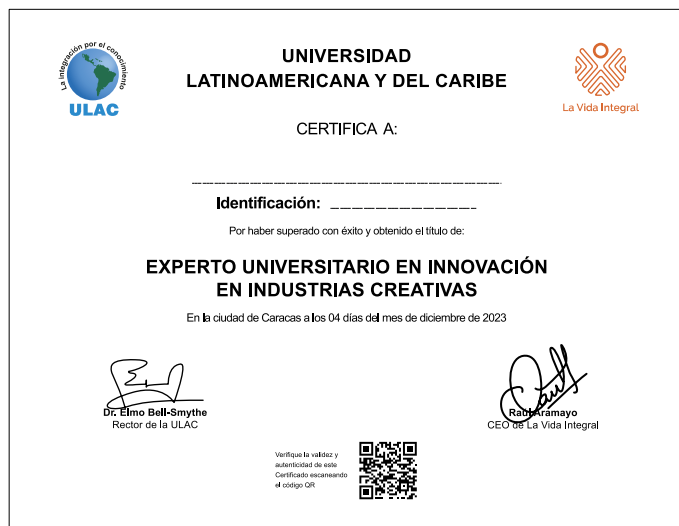 La integración por el conocimiento
ULAC
UNIVERSIDAD
LATINOAMERICANA Y DEL CARIBE
La Vida Integral
CERTIFICA A:
Identificación:
Por haber superado con éxito y obtenido el título de:
EXPERTO UNIVERSITARIO EN INNOVACIÓN
EN INDUSTRIAS CREATIVAS
En la ciudad de Caracas a los 04 días del mes de diciembre de 2023
Dr. Elmo Bell-Smythe
Rector de la ULAC
Raúl Aramayo
CEO de La Vida Integral
Verifique la validez y
autenticidad de este
Certificado escaneando
el código QR